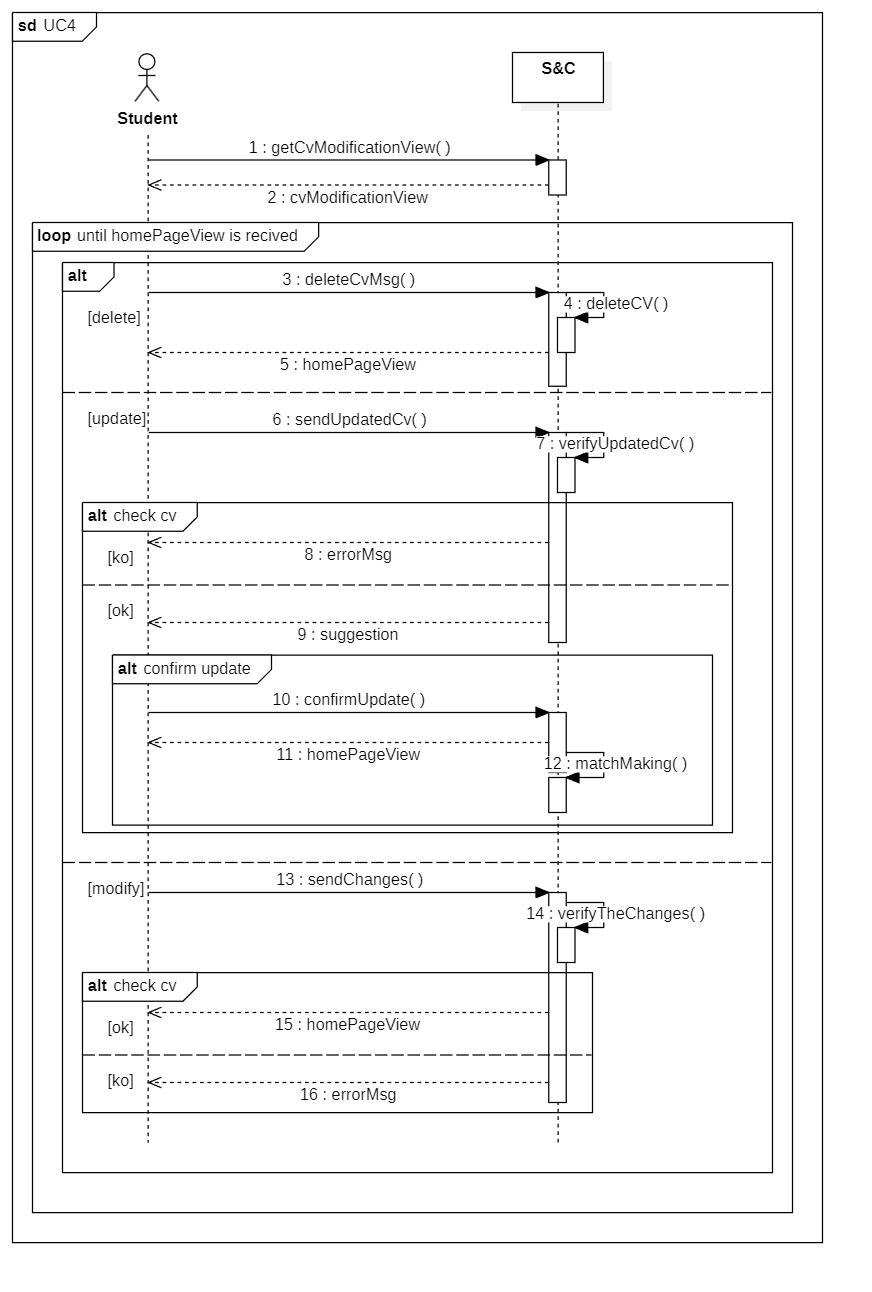 sd UC4
S&C
Student
1 : getCvModificationView( )
2 : cvModificationView
loop until homePageView is recived
alt
3 : deleteCvMsg( )
4 : deleteCV( )
[delete]
5 : homePageView
[update]
6 : sendUpdatedCv( )
7 : verifyUpdatedCv( )
alt check cv
8 : errorMsg
[ko]
[ok]
9 : suggestion
alt confirm update
10 : confirmUpdate( )
11 : homePageView
12 : matchMaking( )
13 : sendChanges( )
[modify]
14 : verifyTheChanges( )
alt check cv
15 : homePageView
[ok]
[ko]
16 : errorMsg